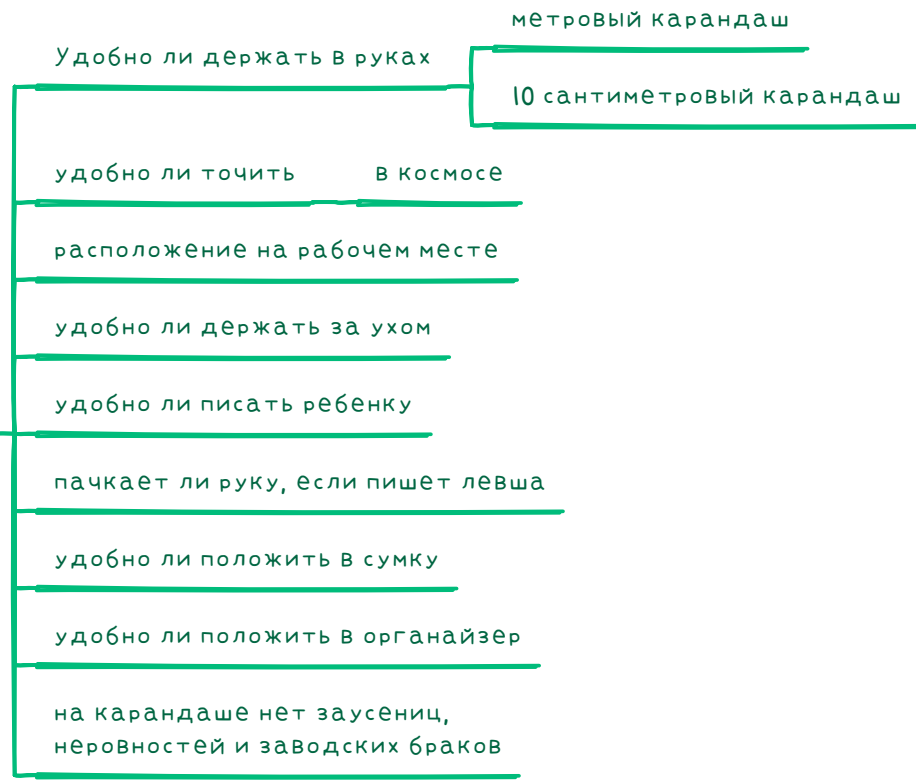 метровый карандаш
Удобно ли держать в руках
10 сантиметровый карандаш
удобно ли точить
в космосе
расположение на рабочем месте
удобно ли держать за ухом
удобно ли писать ребенку
пачкает ли руку, если пишет левша
удобно ли положить в сумку
удобно ли положить в органайзер
на карандаше нет заусениц,
неровностей и заводских браков